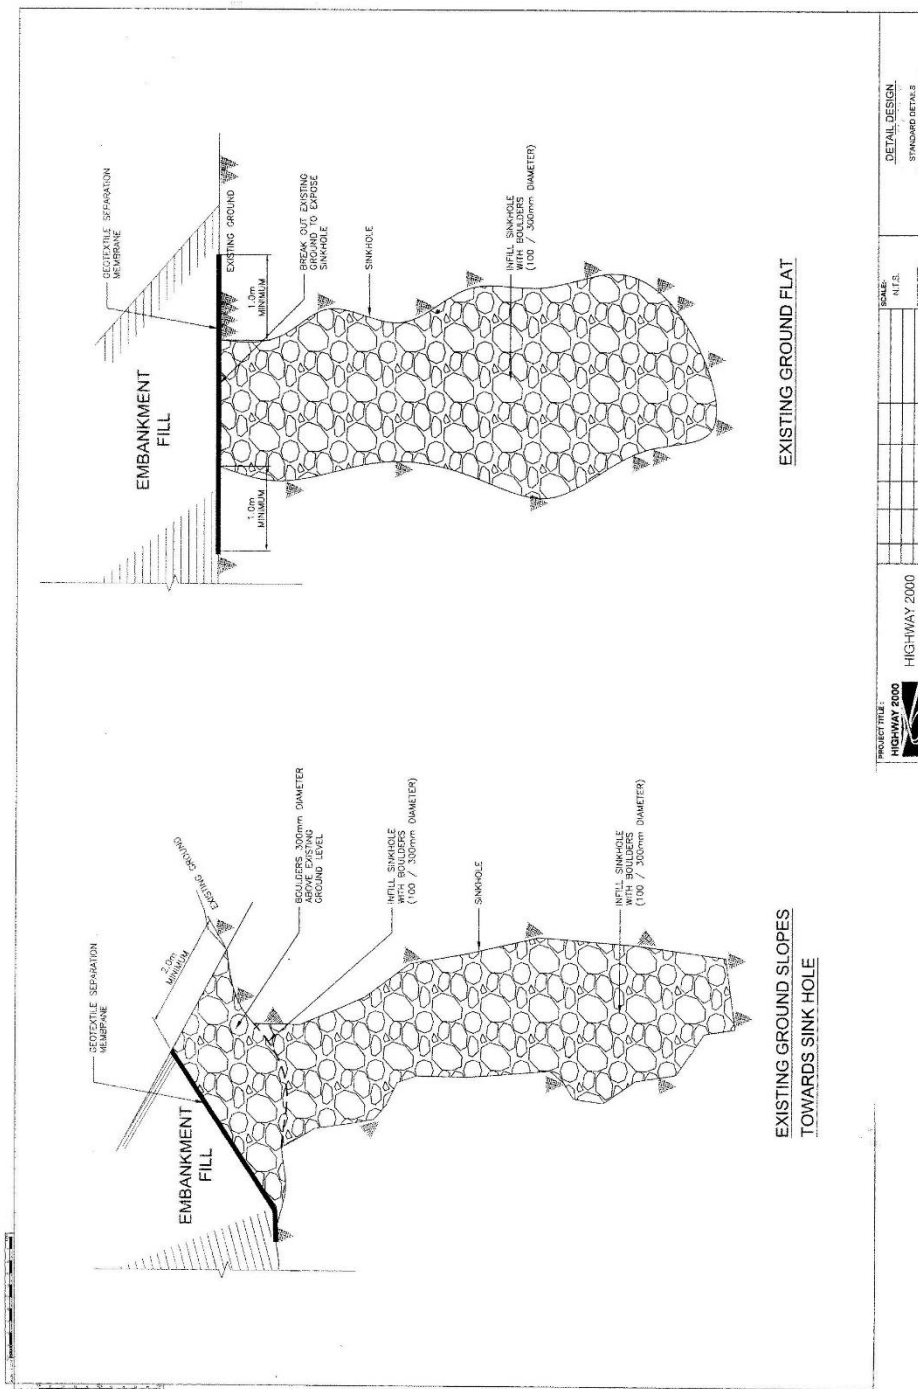 GEOTEXTILE SEPARATION
MEMBRANE
2.0m
MINIMUM
EXISTING GROUND
EMBANKMENT
FILL
BOULDERS 300mm DIAMETER
ABOVE EXISTING
GROUND LEVEL
INFILL SINKHOLE
WITH BOULDERS
(100 / 300mm DIAMETER)
SINKHOLE
INFILL SINKHOLE
WITH BOULDERS
(100 / 300mm DIAMETER)
EXISTING GROUND SLOPES
TOWARDS SINK HOLE
GEOTEXTILE SEPARATION
MEMBRANE
EMBANKMENT
FILL
EXISTING GROUND
1.0m
MINIMUM
1.0m
MINIMUM
BREAK OUT EXISTING
GROUND TO EXPOSE
SINKHOLE
SINKHOLE
INFILL SINKHOLE
WITH BOULDERS
(100 / 300mm DIAMETER)
EXISTING GROUND FLAT
PROJECT TITLE :
HIGHWAY 2000
HIGHWAY 2000
SCALE:
N.T.S.
DETAIL DESIGN
STANDARD DETAILS